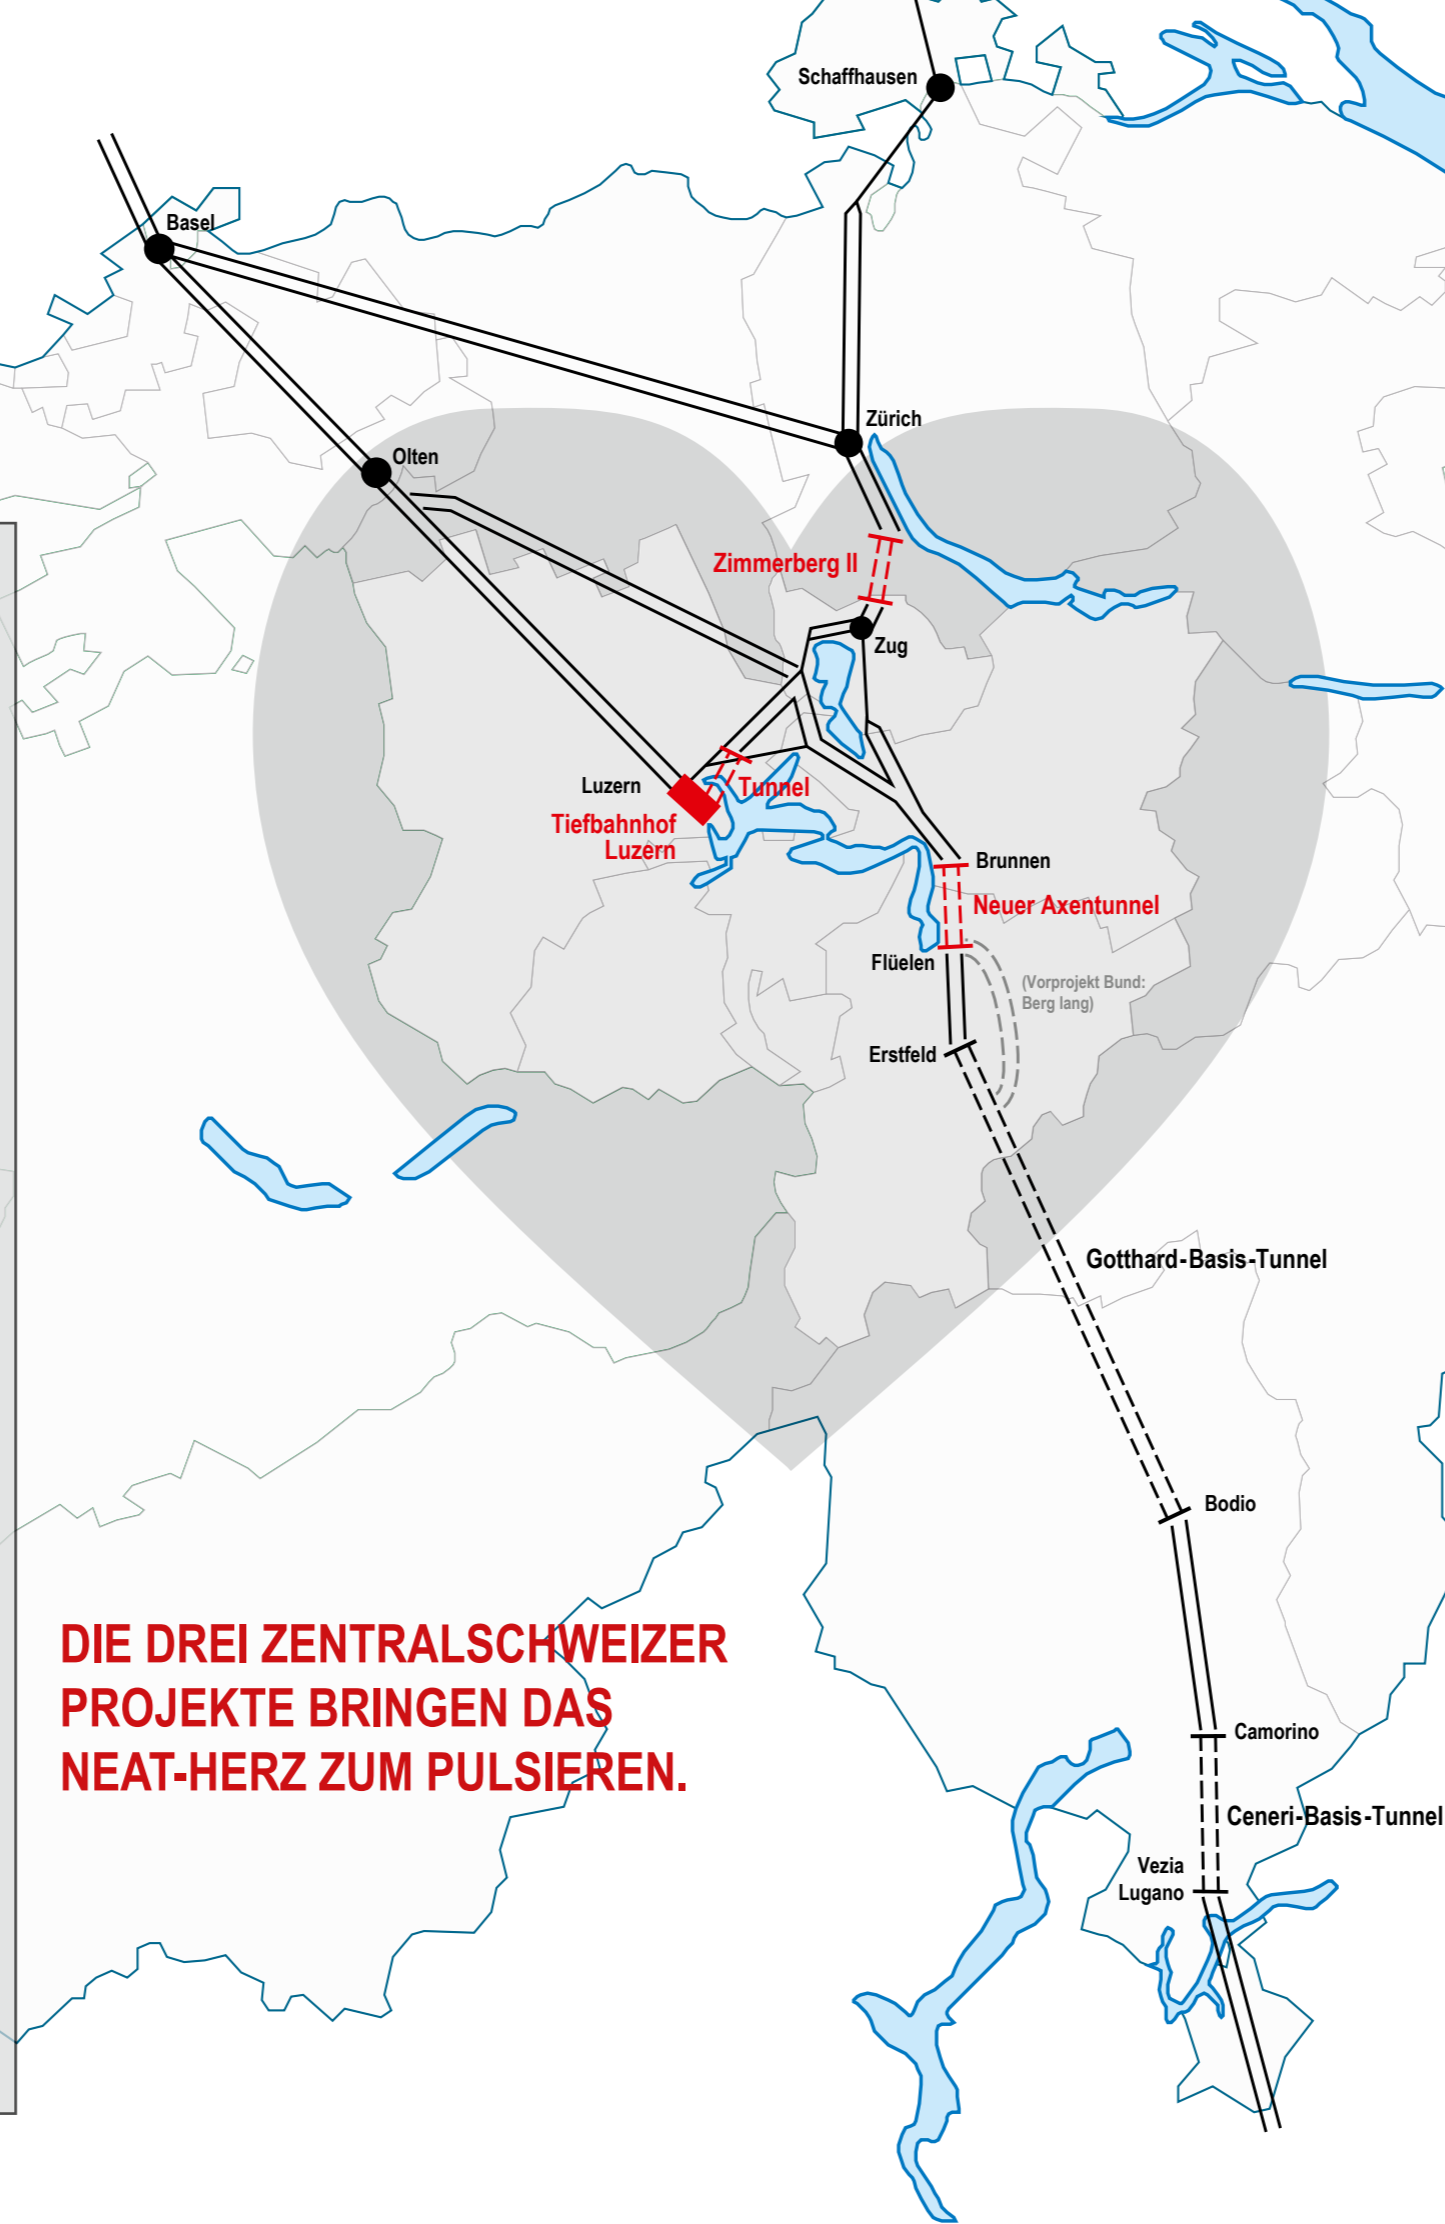 Schaffhausen
Basel
Zürich
Olten
Zimmerberg II
Zug
Luzern
Tunnel
Tiefbahnhof
Luzern
Brunnen
Neuer Axentunnel
Flüelen
(Vorprojekt Bund:
Berg lang)
Erstfeld
Gotthard-Basis-Tunnel
Bodio
DIE DREI ZENTRALSCHWEIZER
PROJEKTE BRINGEN DAS
NEAT-HERZ ZUM PULSIEREN.
Camorino
Ceneri-Basis-Tunnel
Vezia
Lugano